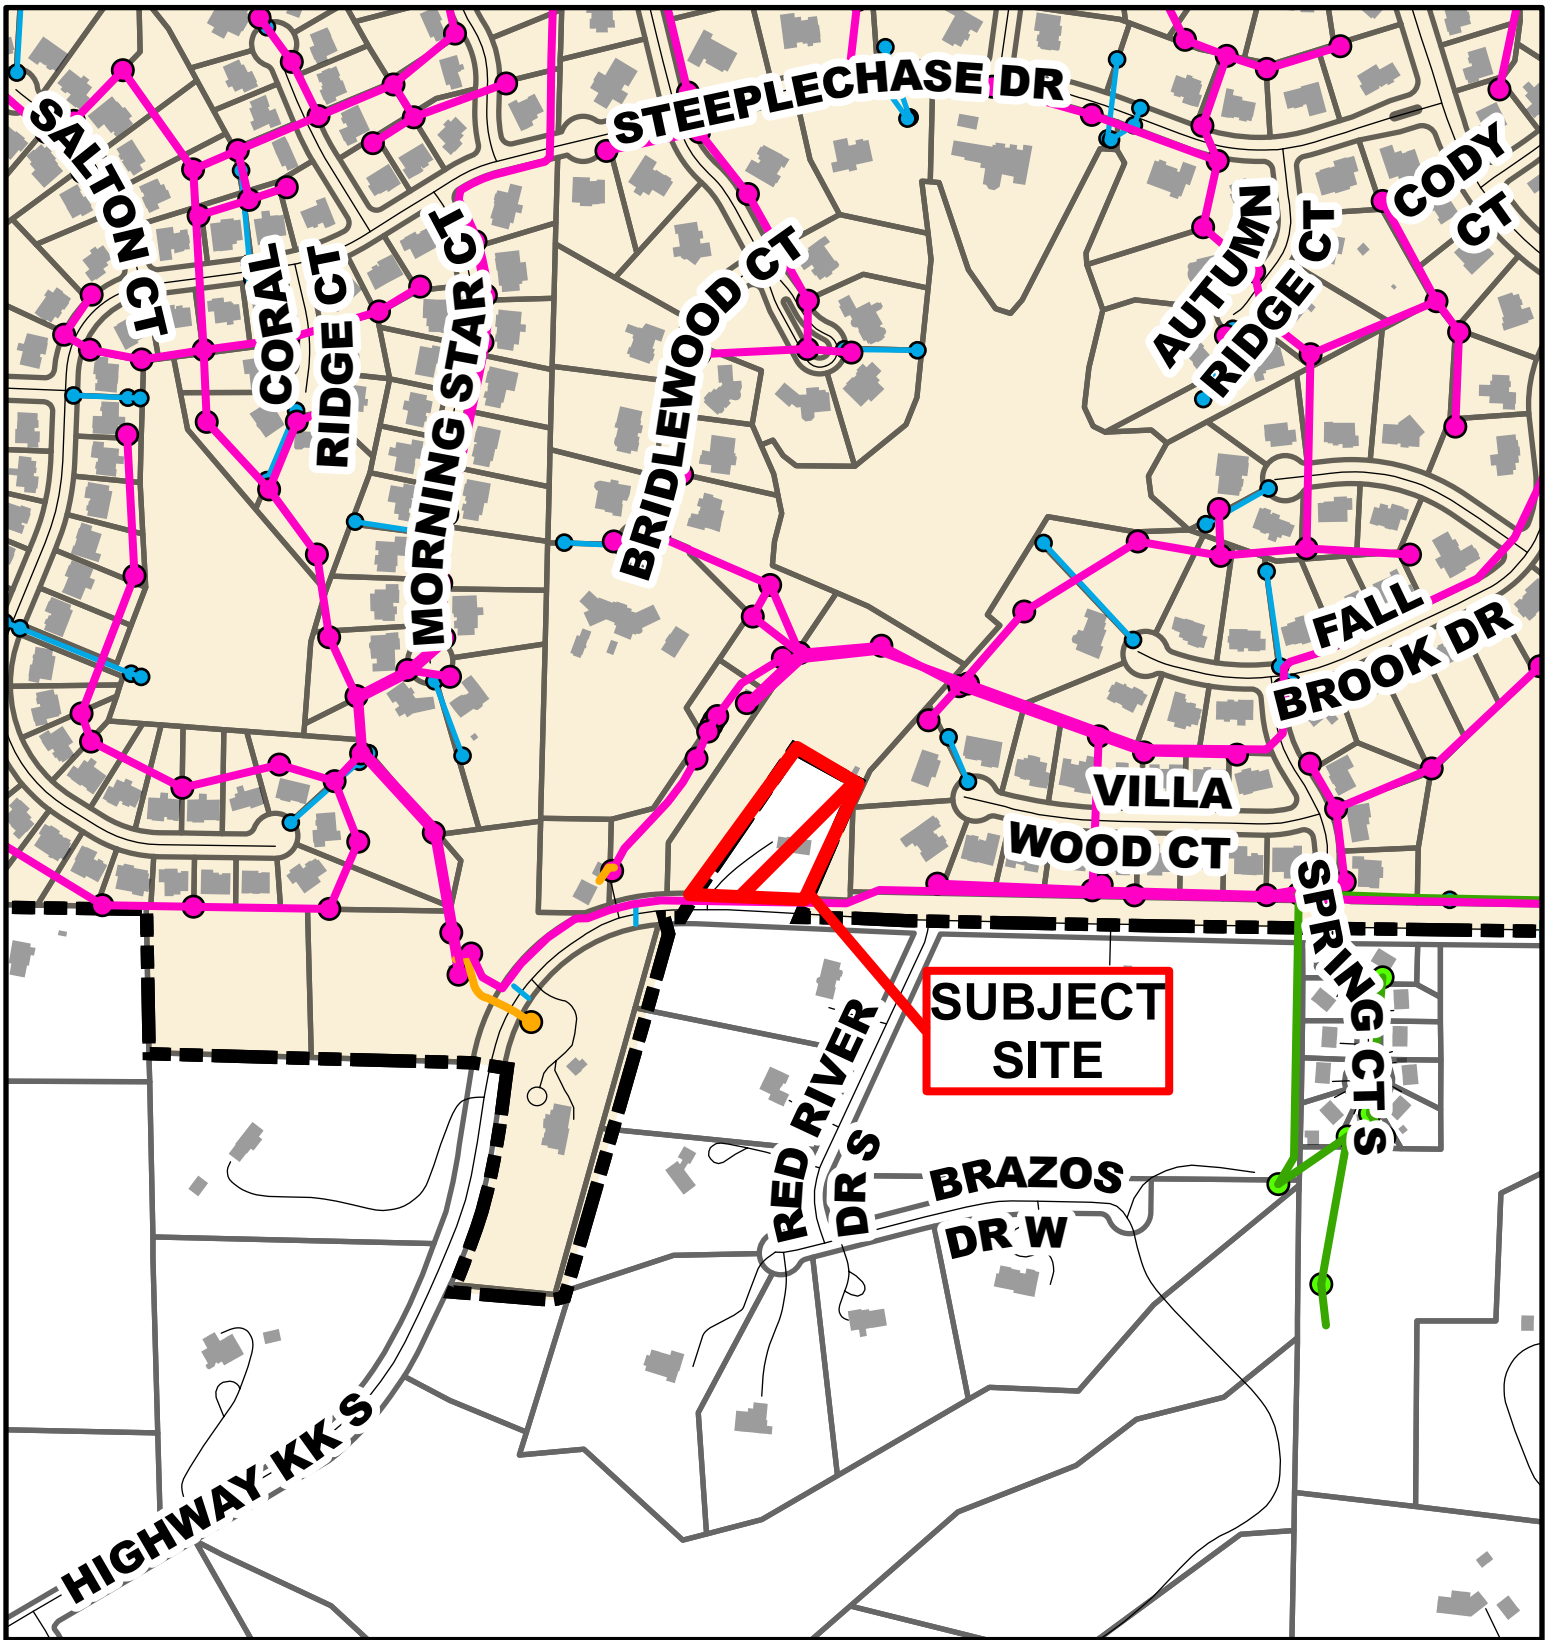 STEEPLECHASE DR
SALTON CT
CORAL
RIDGE CT
MORNING STAR CT
BRIDLEWOOD CT
AUTUMN
RIDGE CT
CODY
CT
FALL
BROOK DR
VILLA
WOOD CT
SPRING CT S
SUBJECT
SITE
RED RIVER
DR S
BRAZOS
DR W
HIGHWAY KK S